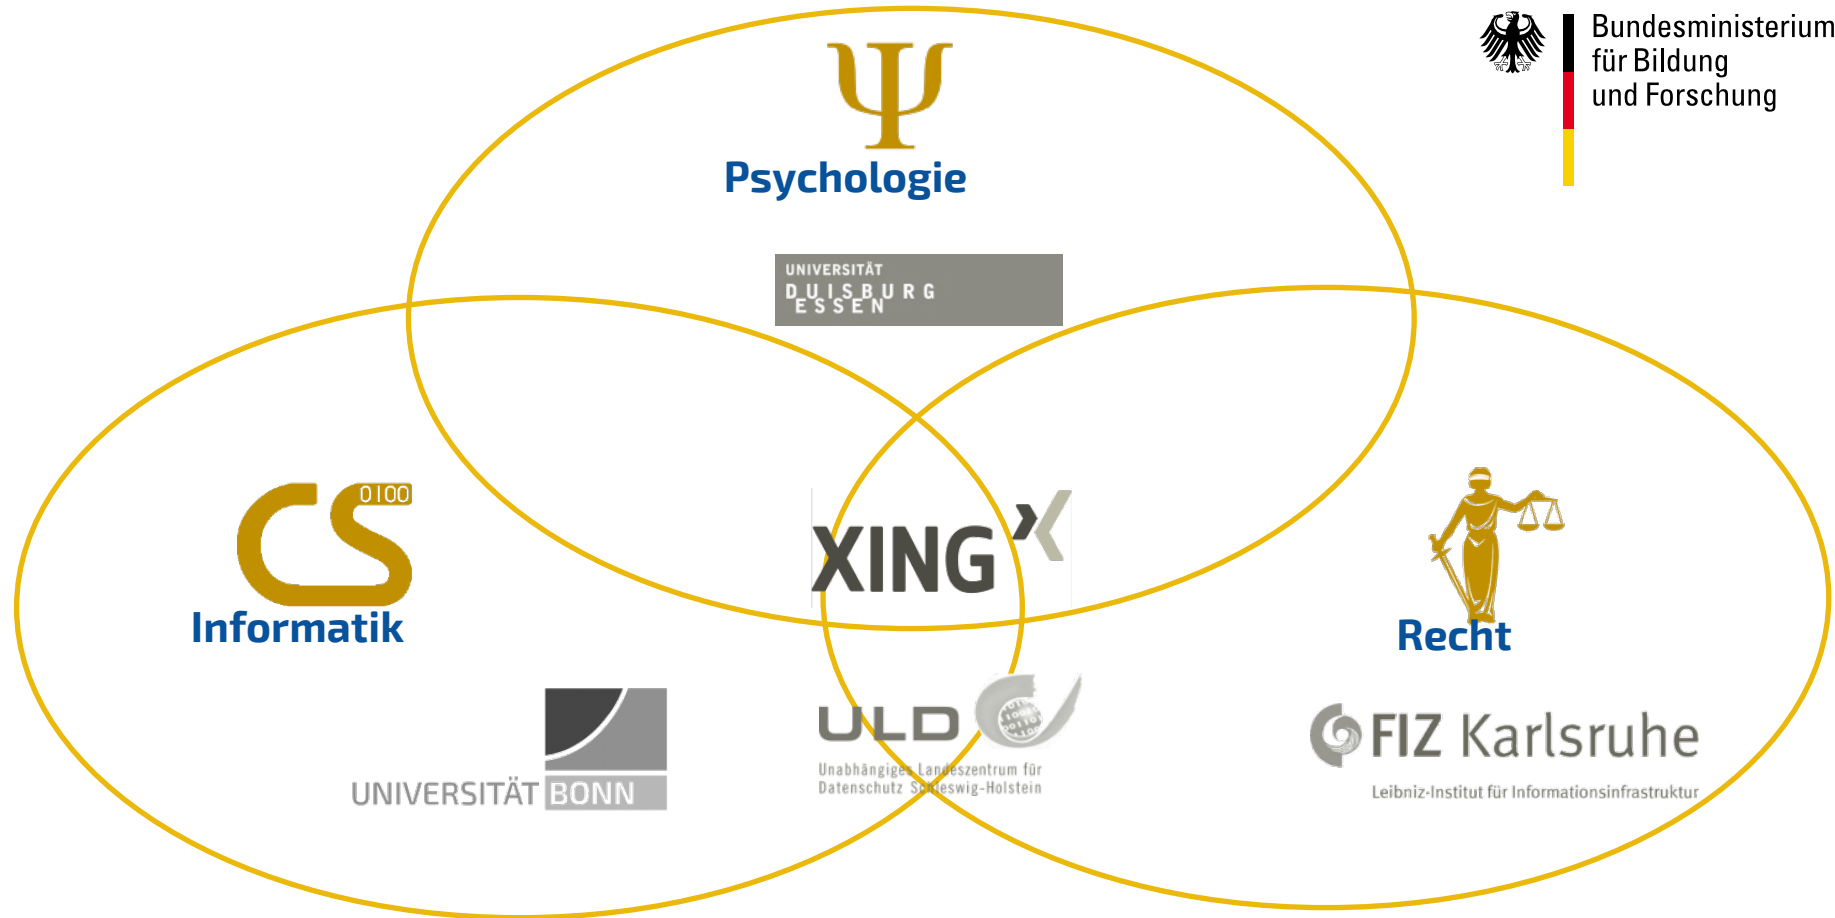 Bundesministerium
für Bildung
und Forschung
Psychologie
UNIVERSITÄT
DUISBURG
ESSEN
CS
0100
Informatik
XING
Recht
UNIVERSITÄT BONN
ULD
Unabhängiges Landeszentrum für
Datenschutz Schleswig-Holstein
FIZ Karlsruhe
Leibniz-Institut für Informationsinfrastruktur